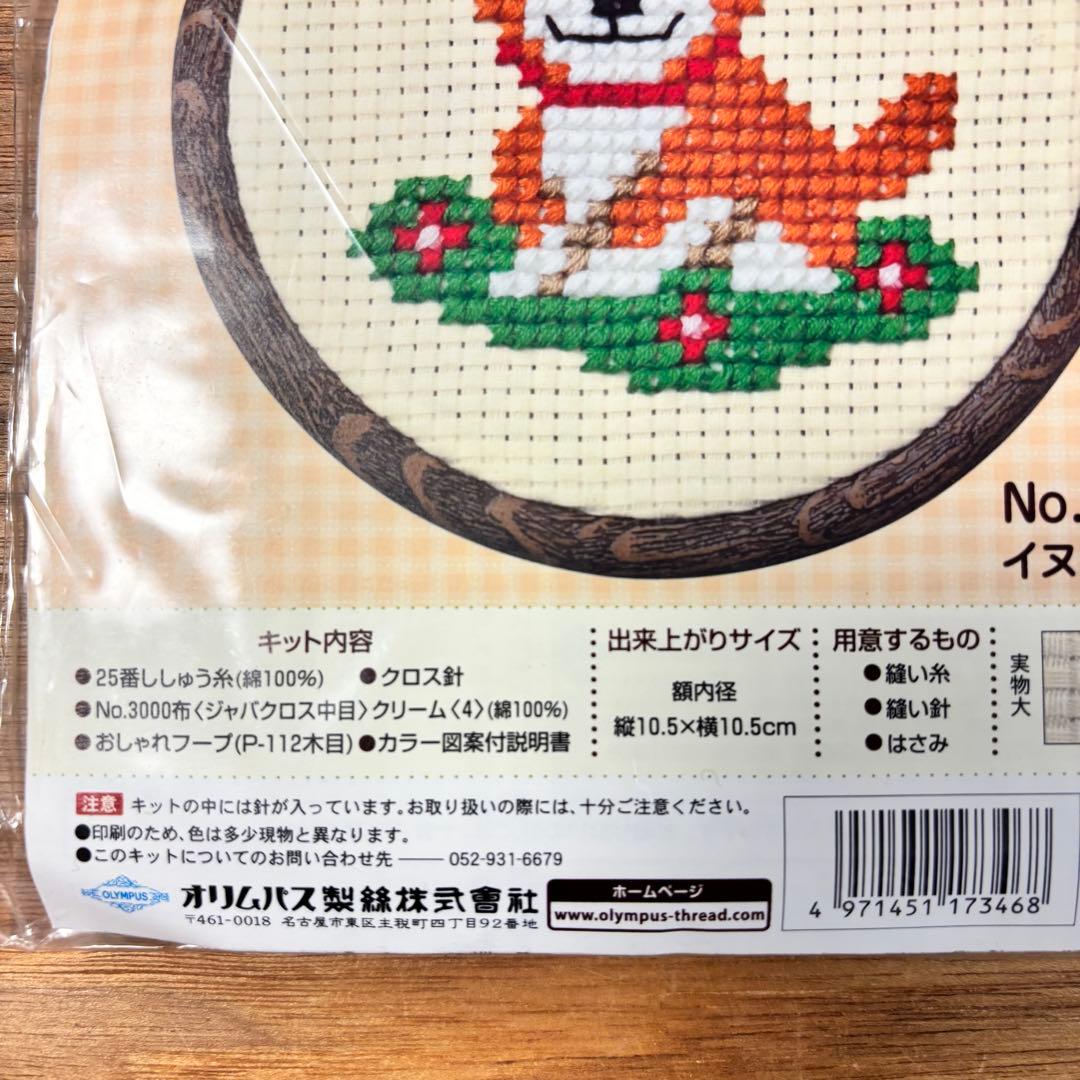 No.
イヌ
キット内容
●25番ししゅう糸(綿100%) ●クロス針
●No.3000布〈ジャバクロス中目〉クリーム〈4〉(綿100%)
●おしゃれフープ(P-112木目) ●カラー図案付説明書
出来上がりサイズ
額内径
縦10.5×横10.5cm
用意するもの
●縫い糸
●縫い針
●はさみ
実物大
注意 キットの中には針が入っています。お取り扱いの際には、十分ご注意ください。
●印刷のため、色は多少現物と異なります。
●このキットについてのお問い合わせ先 —— 052-931-6679
OLYMPUS オリムパス製絲株式會社
〒461-0018 名古屋市東区主税町四丁目92番地
ホームページ
www.olympus-thread.com
4 971451 173468